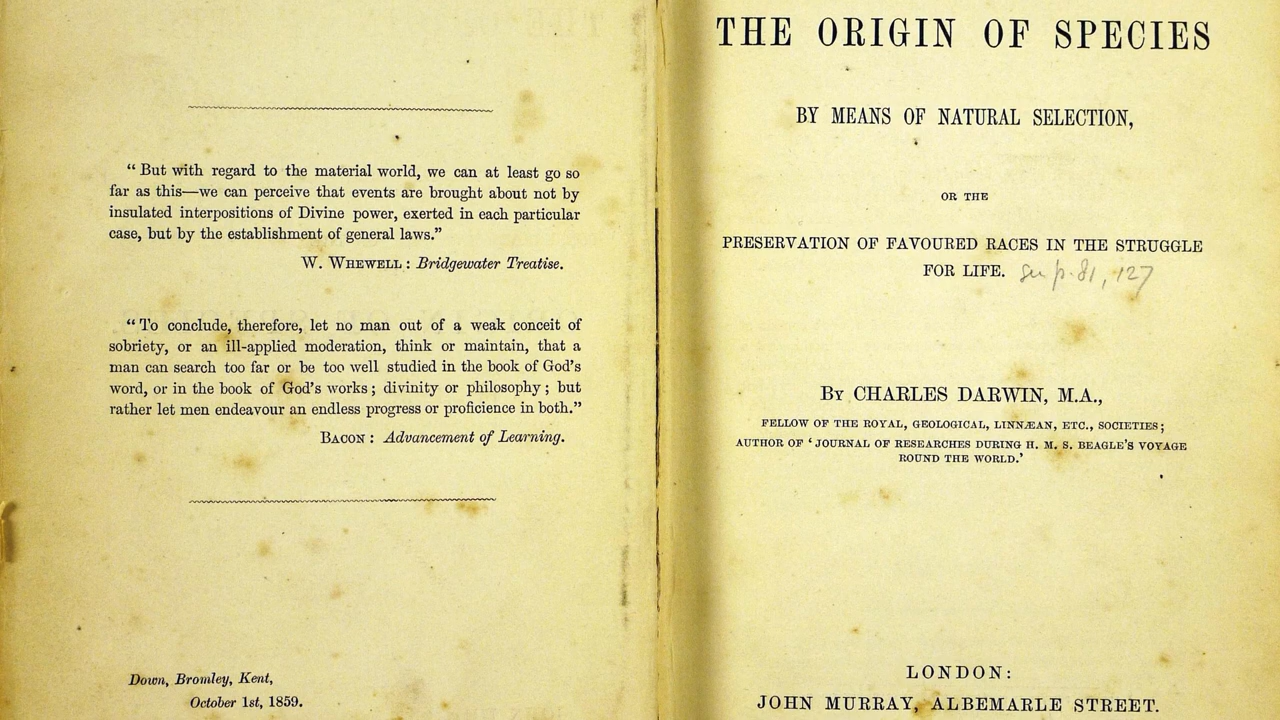 “ But with regard to the material world, we can at least go so
far as this—we can perceive that events are brought about not by
insulated interpositions of Divine power, exerted in each particular
case, but by the establishment of general laws.”
W. WHEWELL : Bridgewater Treatise.
“ To conclude, therefore, let no man out of a weak conceit of
sobriety, or an ill-applied moderation, think or maintain, that a
man can search too far or be too well studied in the book of God’s
word, or in the book of God’s works ; divinity or philosophy ; but
rather let men endeavour an endless progress or proficience in both.”
BACON : Advancement of Learning.
Down, Bromley, Kent,
October 1st, 1859.
THE ORIGIN OF SPECIES
BY MEANS OF NATURAL SELECTION,
OR THE
PRESERVATION OF FAVOURED RACES IN THE STRUGGLE
FOR LIFE. p. 81, 127
BY CHARLES DARWIN, M.A.,
FELLOW OF THE ROYAL, GEOLOGICAL, LINNÆAN, ETC., SOCIETIES ;
AUTHOR OF ‘ JOURNAL OF RESEARCHES DURING H. M. S. BEAGLE’S VOYAGE
ROUND THE WORLD.’
LONDON:
JOHN MURRAY, ALBEMARLE STREET.